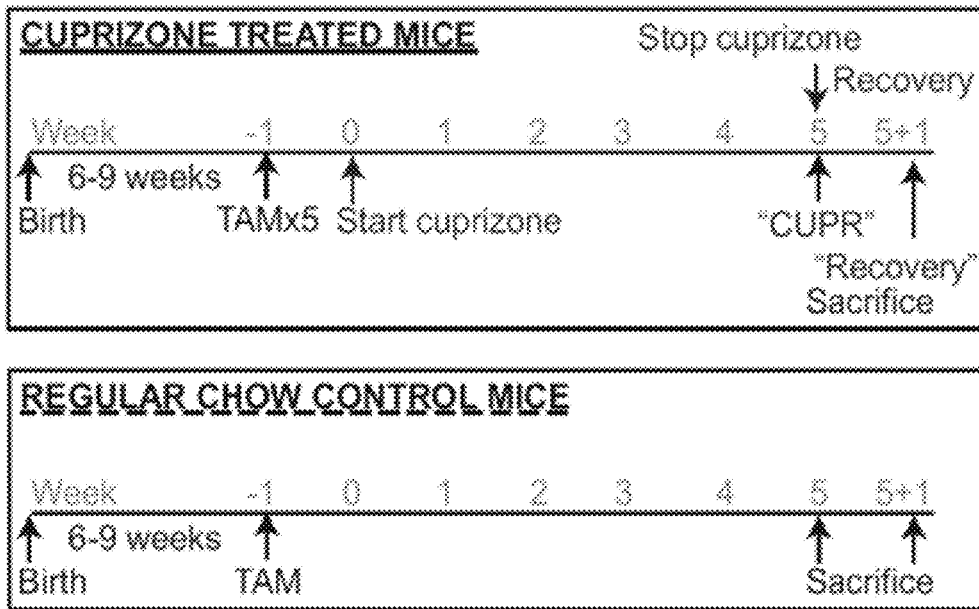 CUPRIZONE TREATED MICE
Stop cuprizone
Recovery
Week -1 0 1 2 3 4 5 5+1
6-9 weeks
Birth TAMx5 Start cuprizone "CUPR"
"Recovery"
Sacrifice
REGULAR CHOW CONTROL MICE
Week -1 0 1 2 3 4 5 5+1
6-9 weeks
Birth TAM Sacrifice